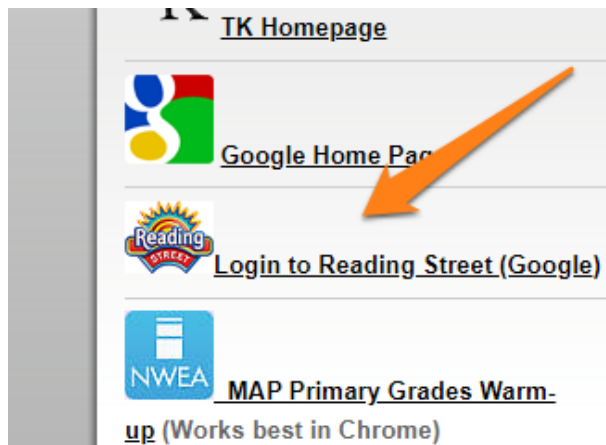 TK Homepage
Google Home Pag
Reading
STREET
Login to Reading Street (Google)
NWEA
MAP Primary Grades Warm-
up (Works best in Chrome)